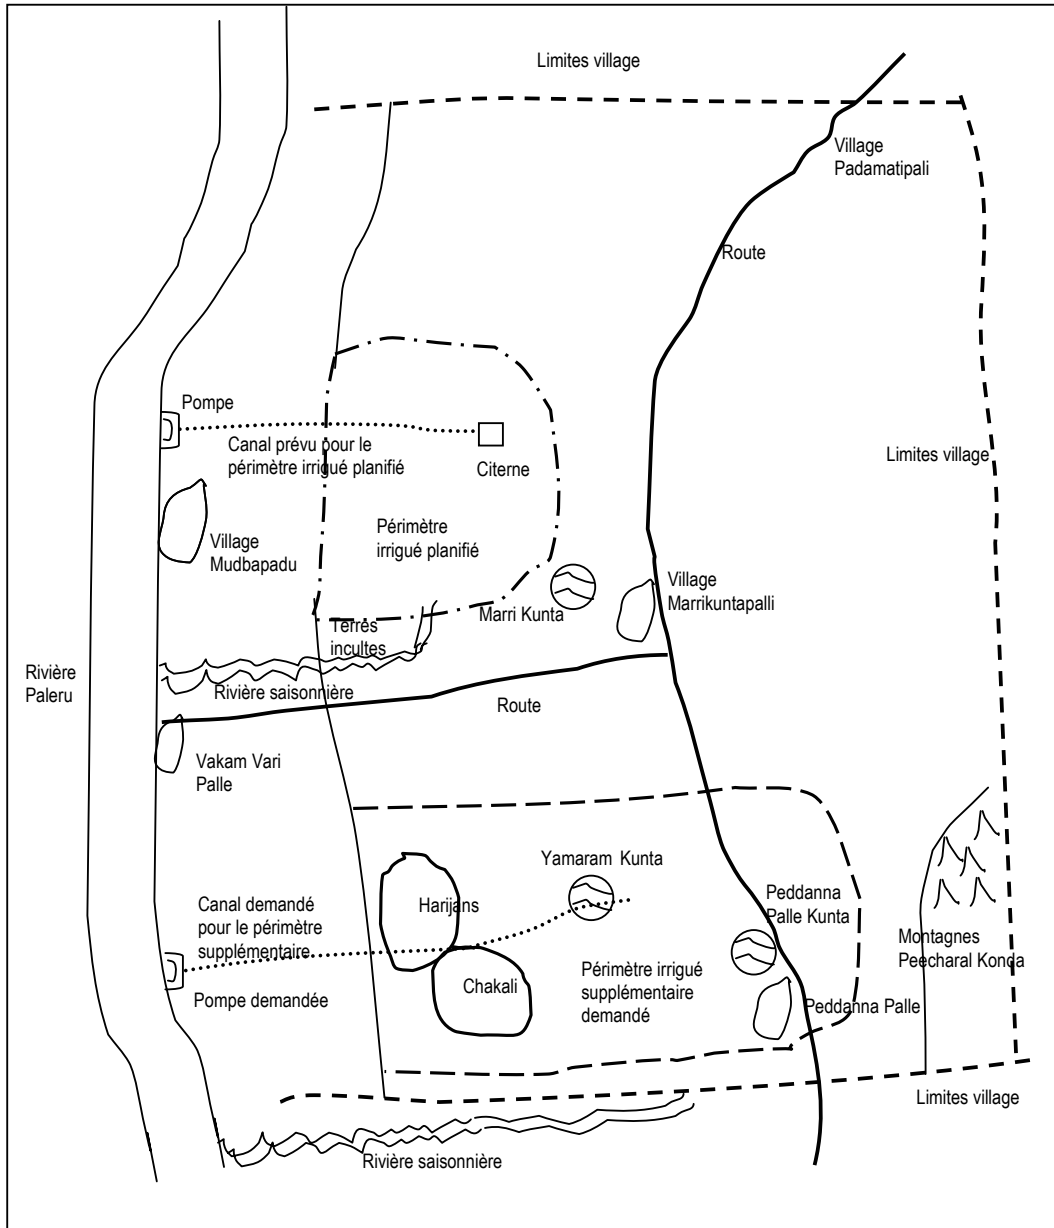 Limites village
Village
Padamatipali
Route
Pompe
Canal prévu pour le
périmètre irrigué planifié
Citerne
Limites village
Périmètre
irrigué planifié
Village
Mudbapadu
Village
Marrikuntapalli
Marri Kunta
Terres
incultes
Rivière
Paleru
Rivière saisonnière
Route
Vakam Vari
Palle
Yamaram Kunta
Peddanna
Palle Kunta
Harijans
Canal demandé
pour le périmètre
supplémentaire
Montagnes
Peecharal Konda
Périmètre irrigué
supplémentaire
demandé
Chakali
Pompe demandée
Peddanna Palle
Limites village
Rivière saisonnière